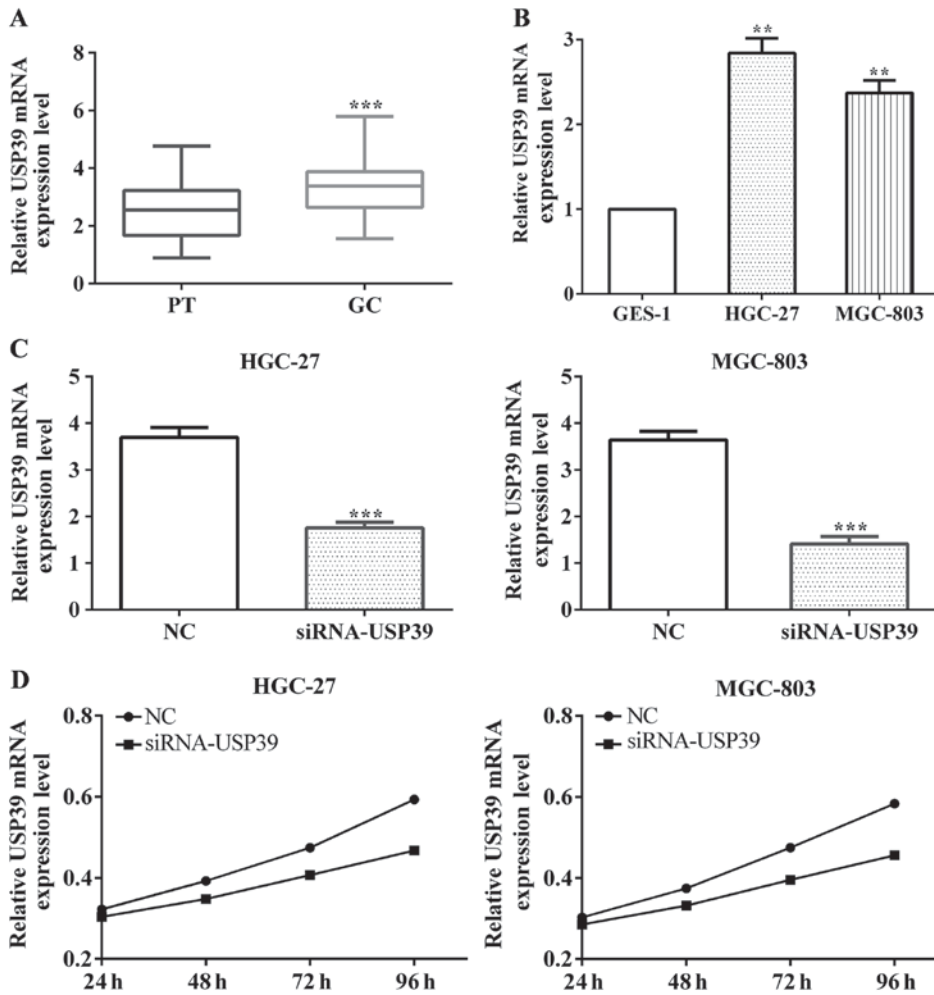 A
Relative USP39 mRNA
expression level
8
6
4
2
0
***
PT
GC
B
Relative USP39 mRNA
expression level
3
2
1
0
**
**
GES-1
HGC-27
MGC-803
C
HGC-27
Relative USP39 mRNA
expression level
5
4
3
2
1
0
***
NC
siRNA-USP39
MGC-803
Relative USP39 mRNA
expression level
5
4
3
2
1
0
***
NC
siRNA-USP39
D
HGC-27
Relative USP39 mRNA
expression level
0.8
0.6
0.4
0.2
NC
siRNA-USP39
24 h
48 h
72 h
96 h
MGC-803
Relative USP39 mRNA
expression level
0.8
0.6
0.4
0.2
NC
siRNA-USP39
24 h
48 h
72 h
96 h